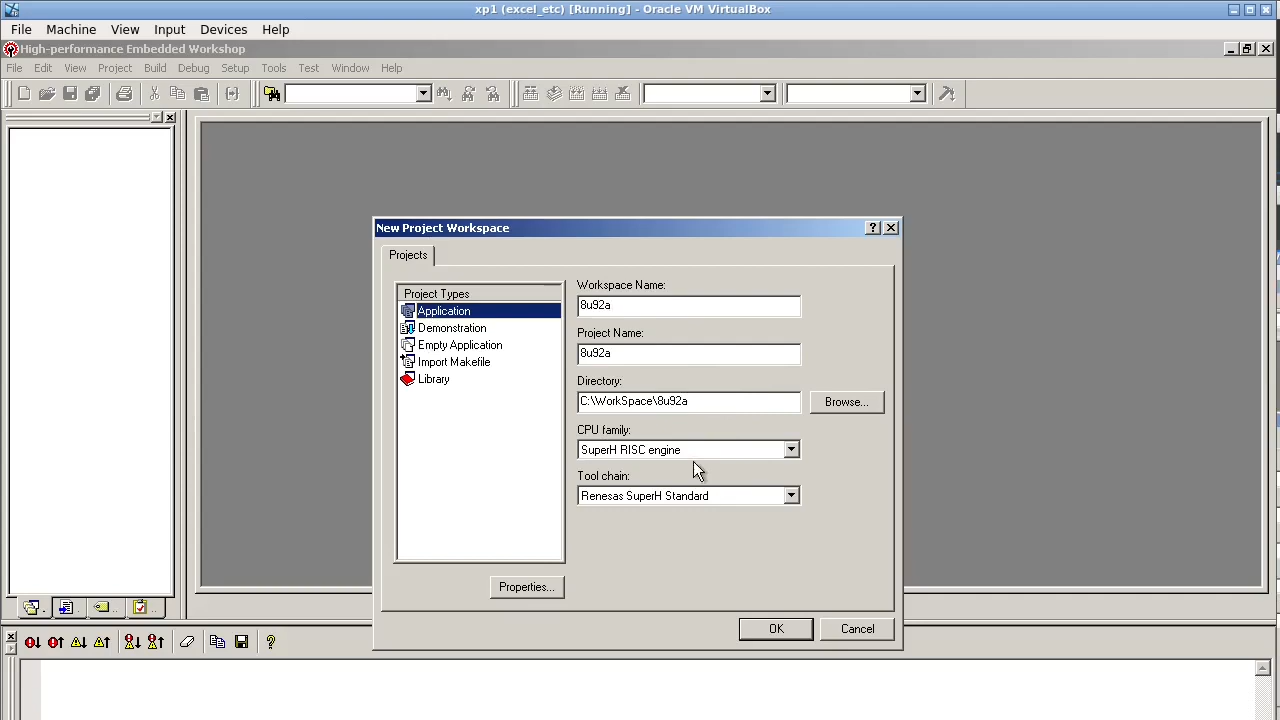 xp1 (excel_etc) [Running] - Oracle VM VirtualBox
File Machine View Input Devices Help
High-performance Embedded Workshop
File Edit View Project Build Debug Setup Tools Test Window Help
New Project Workspace
Projects
Project Types
Application
Demonstration
Empty Application
Import Makefile
Library
Properties...
Workspace Name:
8u92a
Project Name:
8u92a
Directory:
C:\WorkSpace\8u92a
Browse...
CPU family:
SuperH RISC engine
Tool chain:
Renesas SuperH Standard
OK Cancel